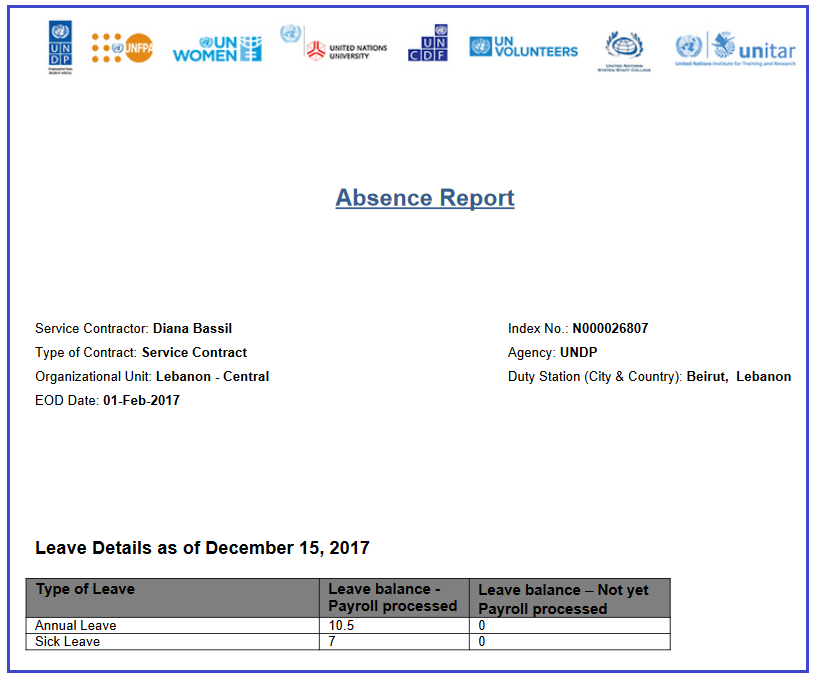 UN
DP
UNFPA
UN
WOMEN
UNITED NATIONS
UNIVERSITY
UN
CDF
UN
VOLUNTEERS
UNITED NATIONS
SYSTEM STAFF COLLEGE
unitar
United Nations Institute for Training and Research
Absence Report
Service Contractor: Diana Bassil
Index No.: N000026807
Type of Contract: Service Contract
Agency: UNDP
Organizational Unit: Lebanon - Central
Duty Station (City & Country): Beirut, Lebanon
EOD Date: 01-Feb-2017
Leave Details as of December 15, 2017
Type of Leave
Leave balance -
Payroll processed
Leave balance – Not yet
Payroll processed
Annual Leave 10.5 0
Sick Leave 7 0